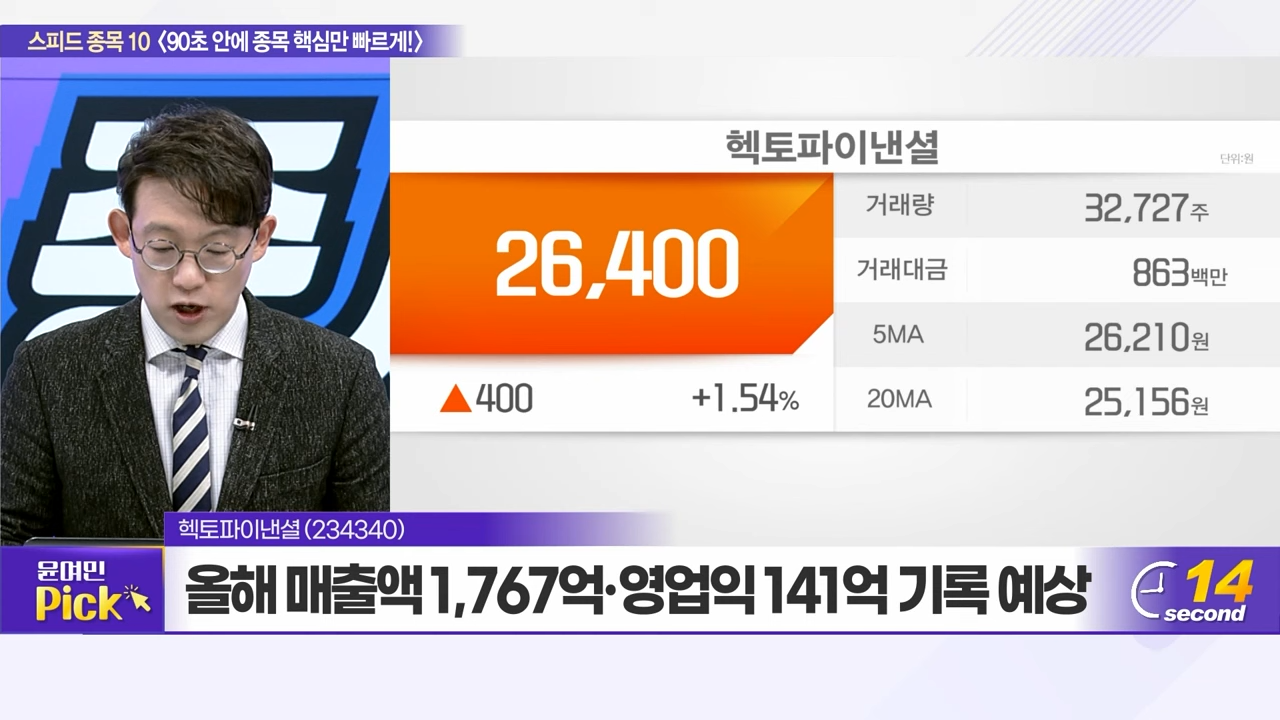 스피드 종목 10 〈90초 안에 종목 핵심만 빠르게!〉
헥토파이낸셜
단위:원
26,400
▲400 +1.54%
거래량 32,727주
거래대금 863백만
5MA 26,210원
20MA 25,156원
헥토파이낸셜 (234340)
윤여민
Pick
올해 매출액 1,767억·영업익 141억 기록 예상
14
second